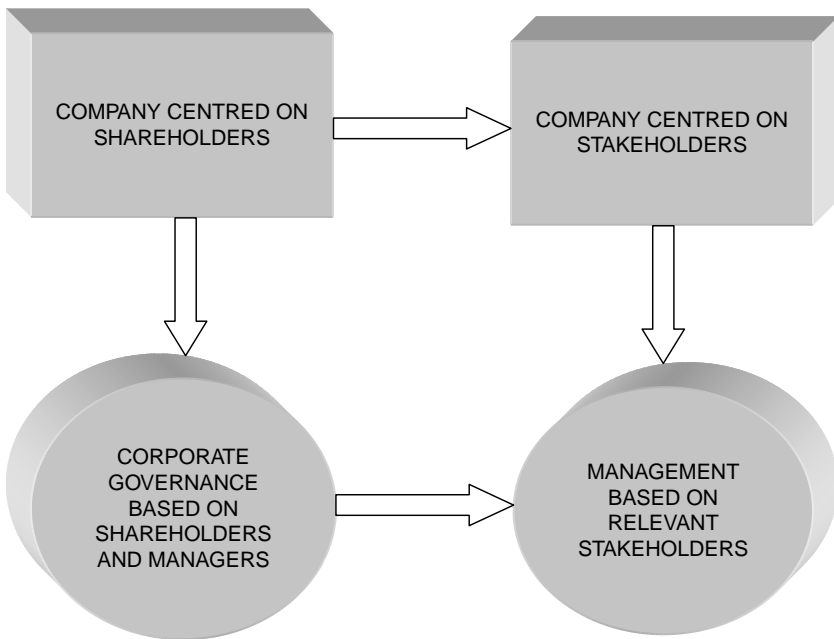 COMPANY CENTRED ON
SHAREHOLDERS
COMPANY CENTRED ON
STAKEHOLDERS
CORPORATE
GOVERNANCE
BASED ON
SHAREHOLDERS
AND MANAGERS
MANAGEMENT
BASED ON
RELEVANT
STAKEHOLDERS